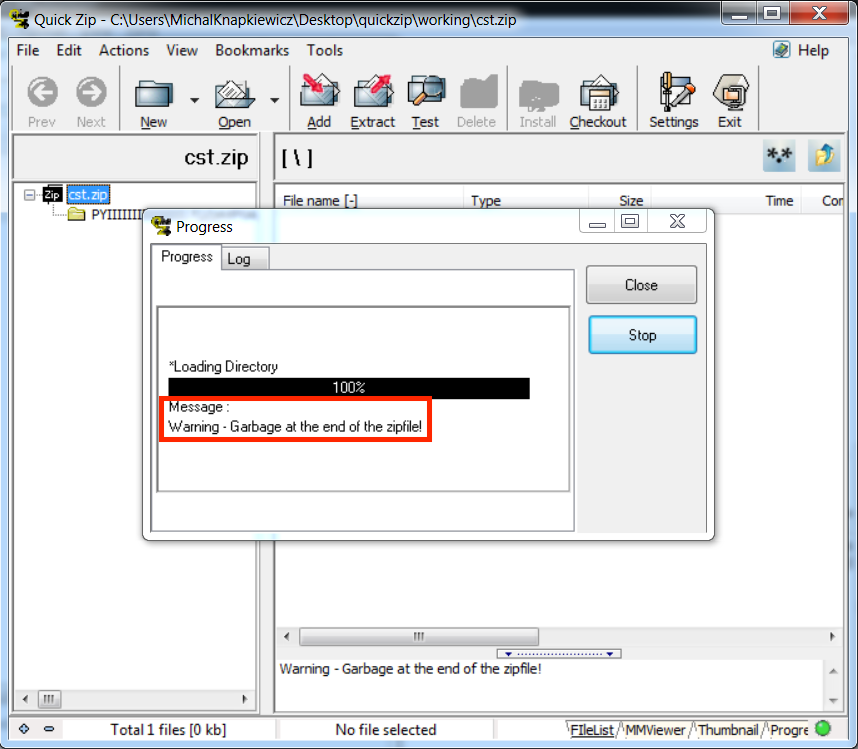 Quick Zip - C:\Users\MichalKnapkiewicz\Desktop\quickzip\working\cst.zip
File Edit Actions View Bookmarks Tools Help
Prev Next New Open Add Extract Test Delete Install Checkout Settings Exit
cst.zip
[ \ ]
*.*
Zip cst.zip
File name [-] Type Size Time Cor
Progress
Progress Log
Close
Stop
*Loading Directory
100%
Message :
Warning - Garbage at the end of the zipfile!
Warning - Garbage at the end of the zipfile!
Total 1 files [0 kb] No file selected FIleList MMViewer Thumbnail Progre